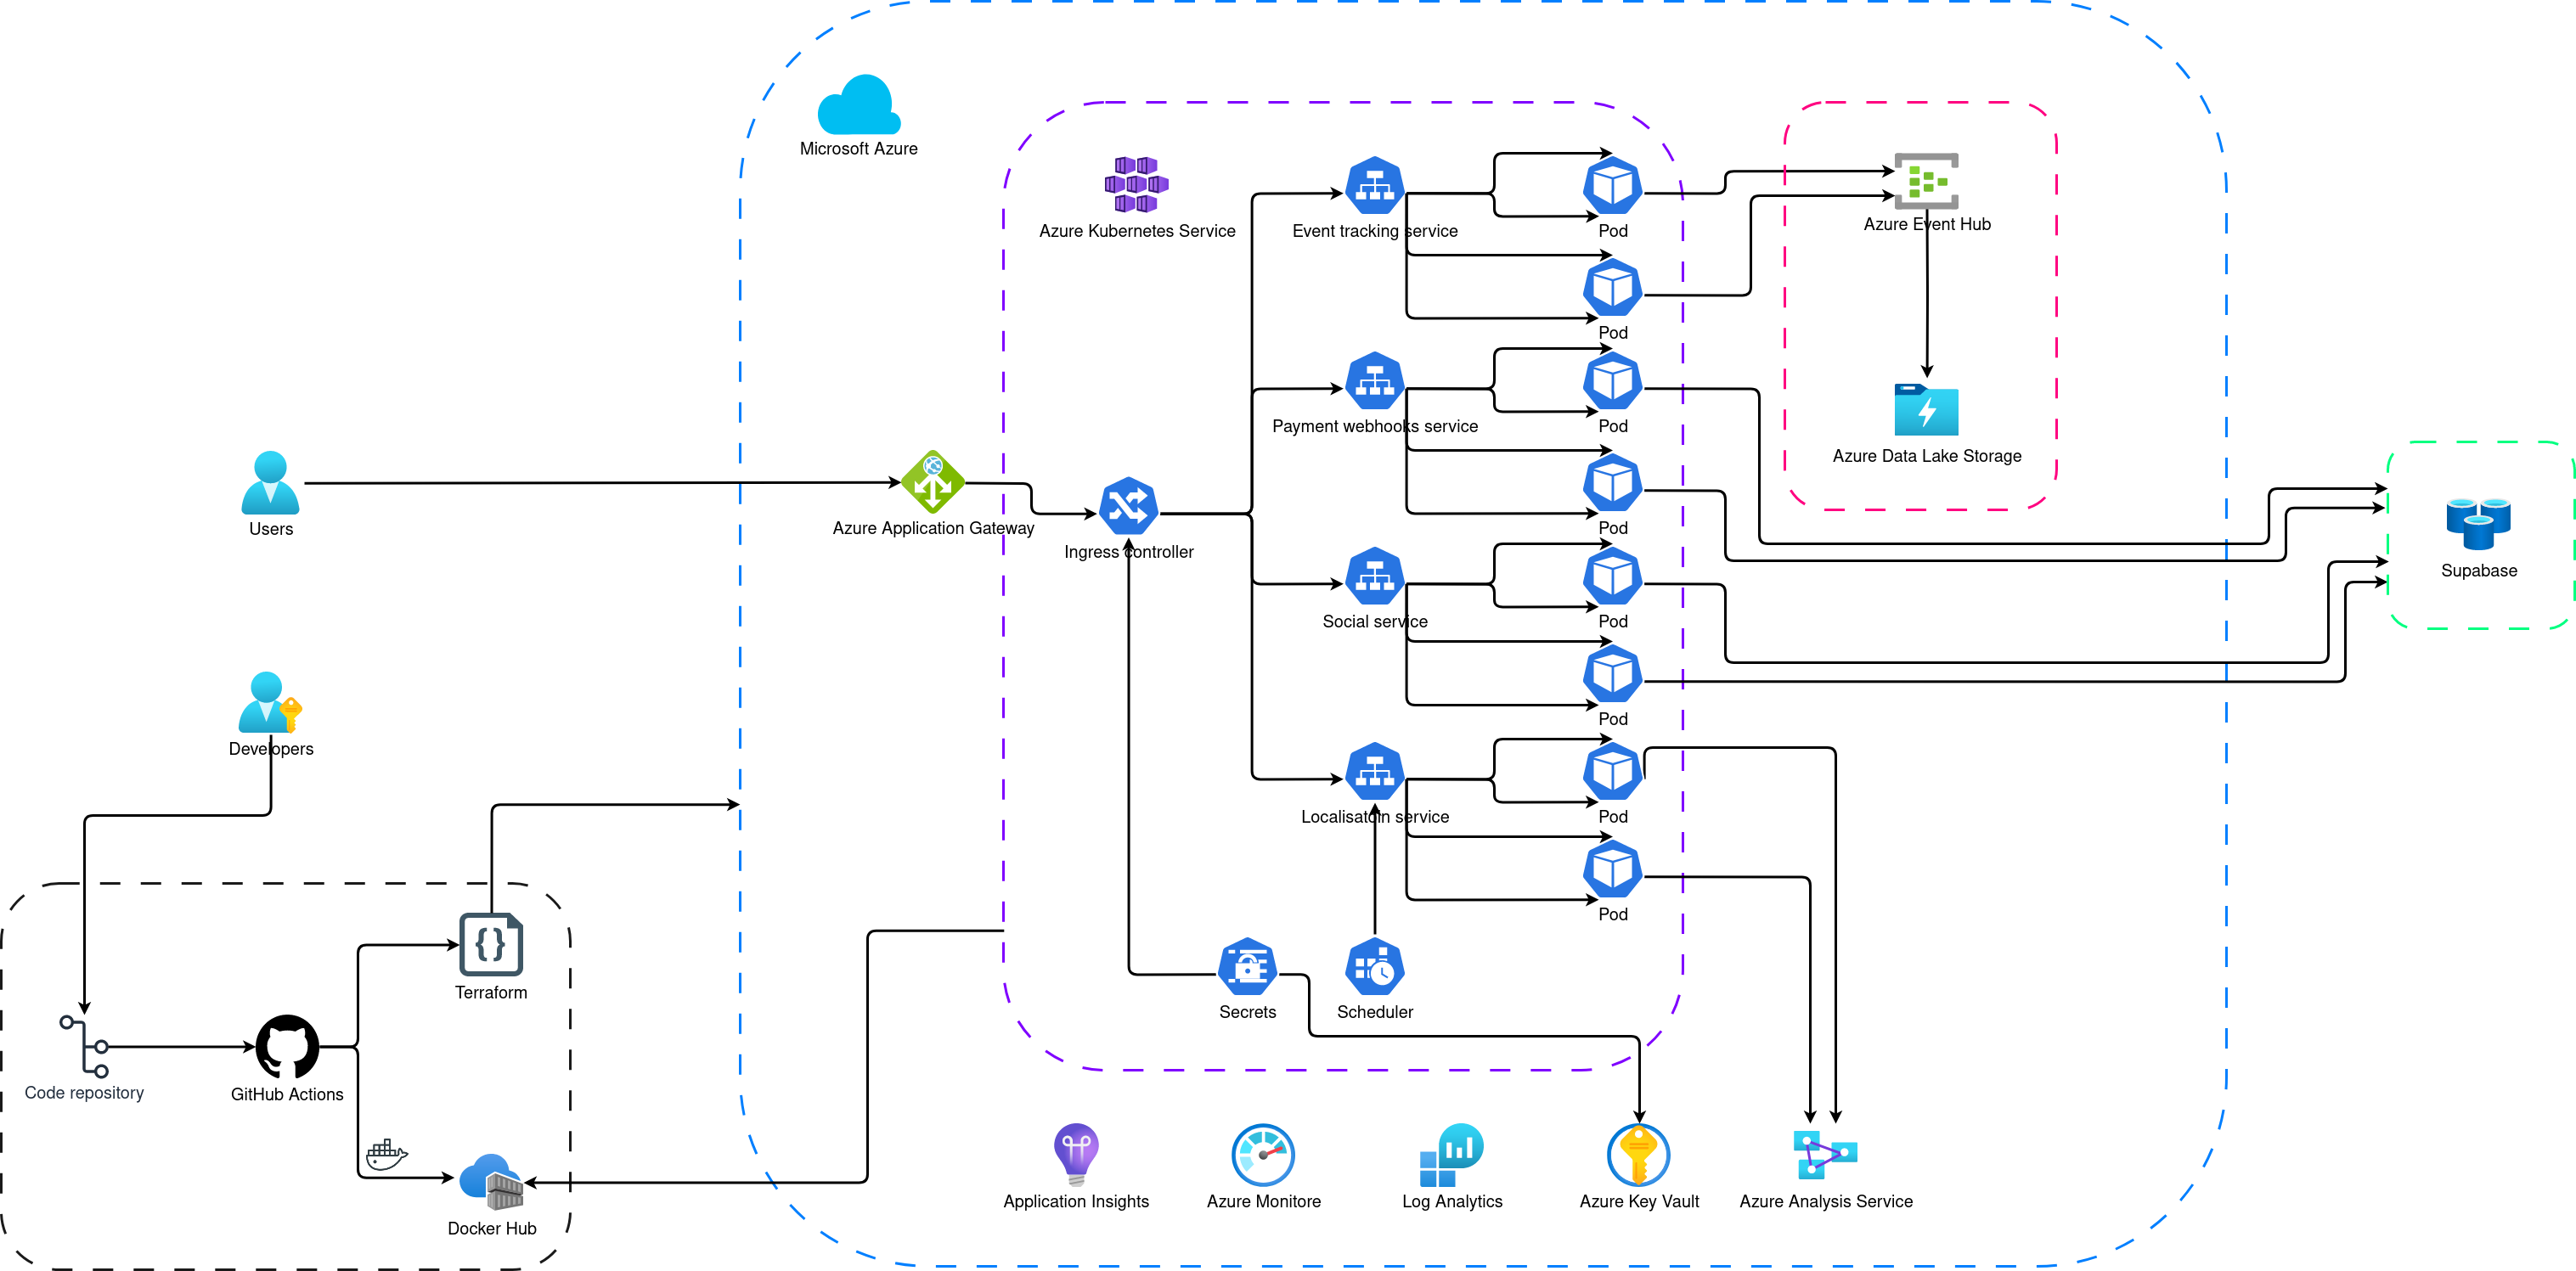 Microsoft Azure
Azure Kubernetes Service
Event tracking service
Pod
Azure Event Hub
Pod
Payment webhooks service
Pod
Azure Data Lake Storage
Users
Azure Application Gateway
Pod
Ingress controller
Supabase
Social service
Pod
Developers
Pod
Localisatoin service
Pod
Pod
Terraform
Secrets
Scheduler
Code repository
GitHub Actions
{}
Application Insights
Azure Monitore
Log Analytics
Azure Key Vault
Azure Analysis Service
Docker Hub